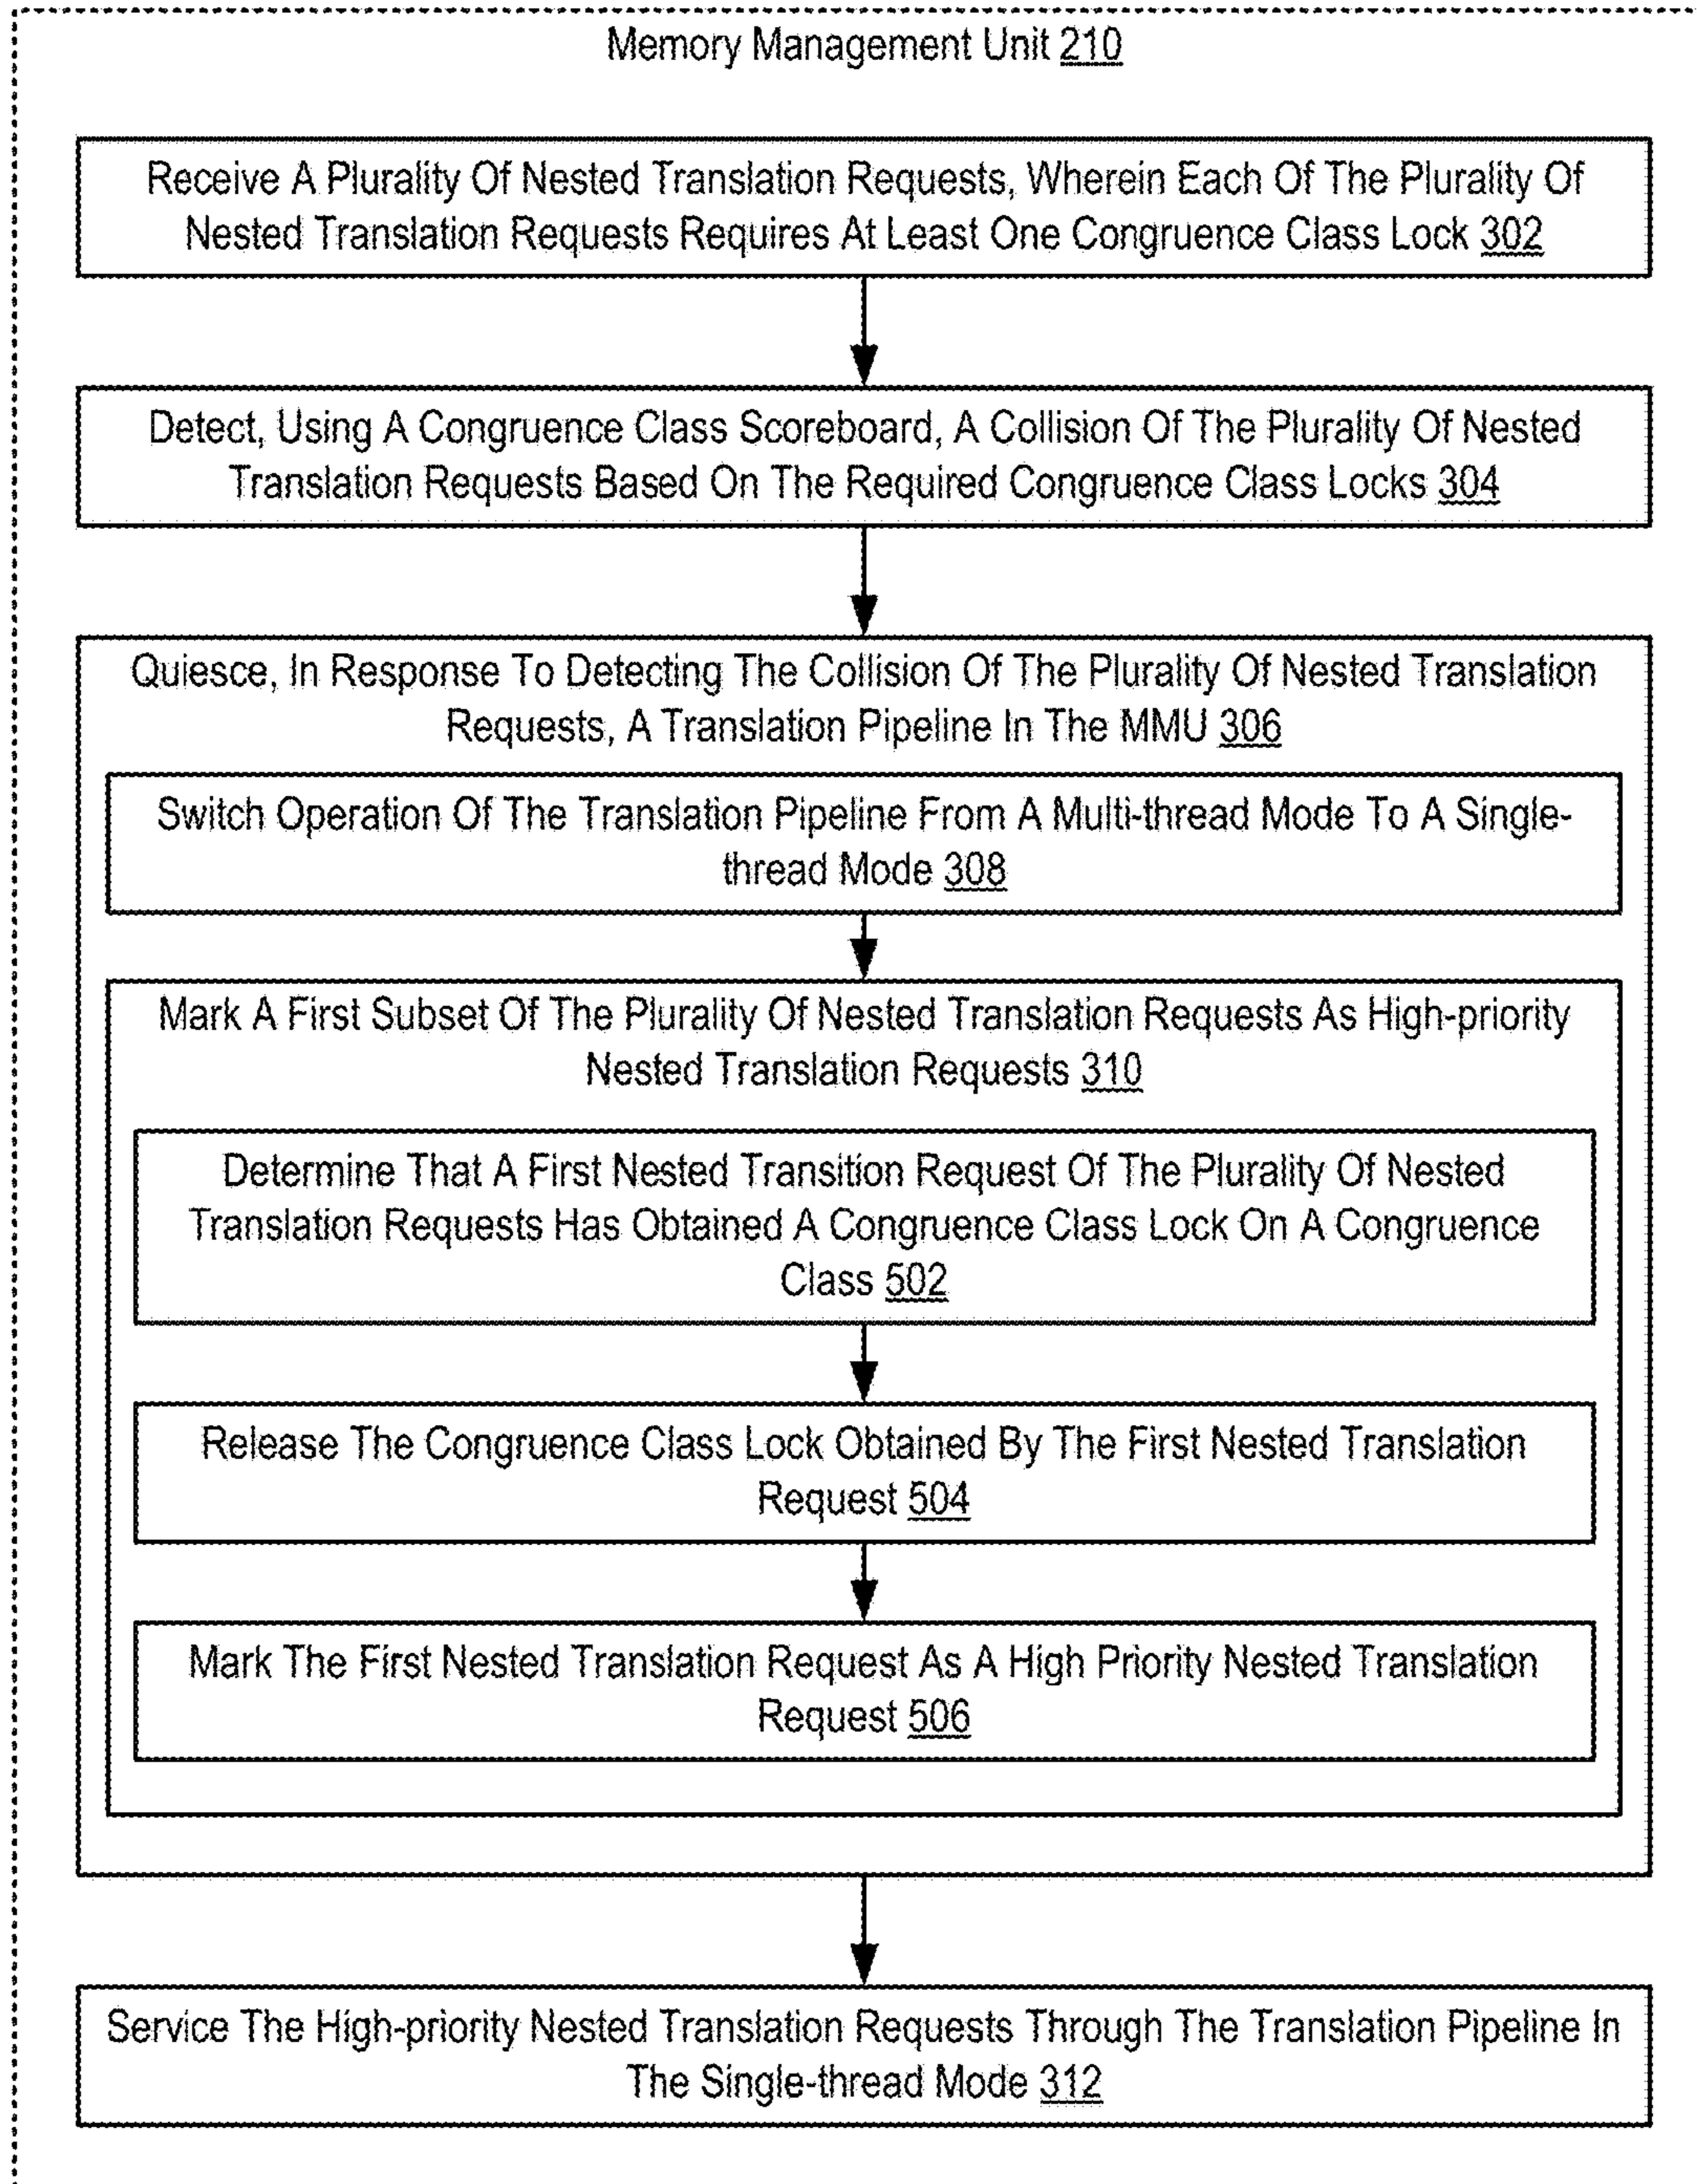 Memory Management Unit 210
Receive A Plurality Of Nested Translation Requests, Wherein Each Of The Plurality Of
Nested Translation Requests Requires At Least One Congruence Class Lock 302
Detect, Using A Congruence Class Scoreboard, A Collision Of The Plurality Of Nested
Translation Requests Based On The Required Congruence Class Locks 304
Quiesce, In Response To Detecting The Collision Of The Plurality Of Nested Translation
Requests, A Translation Pipeline In The MMU 306
Switch Operation Of The Translation Pipeline From A Multi-thread Mode To A Single-
thread Mode 308
Mark A First Subset Of The Plurality Of Nested Translation Requests As High-priority
Nested Translation Requests 310
Determine That A First Nested Transition Request Of The Plurality Of Nested
Translation Requests Has Obtained A Congruence Class Lock On A Congruence
Class 502
Release The Congruence Class Lock Obtained By The First Nested Translation
Request 504
Mark The First Nested Translation Request As A High Priority Nested Translation
Request 506
Service The High-priority Nested Translation Requests Through The Translation Pipeline In
The Single-thread Mode 312